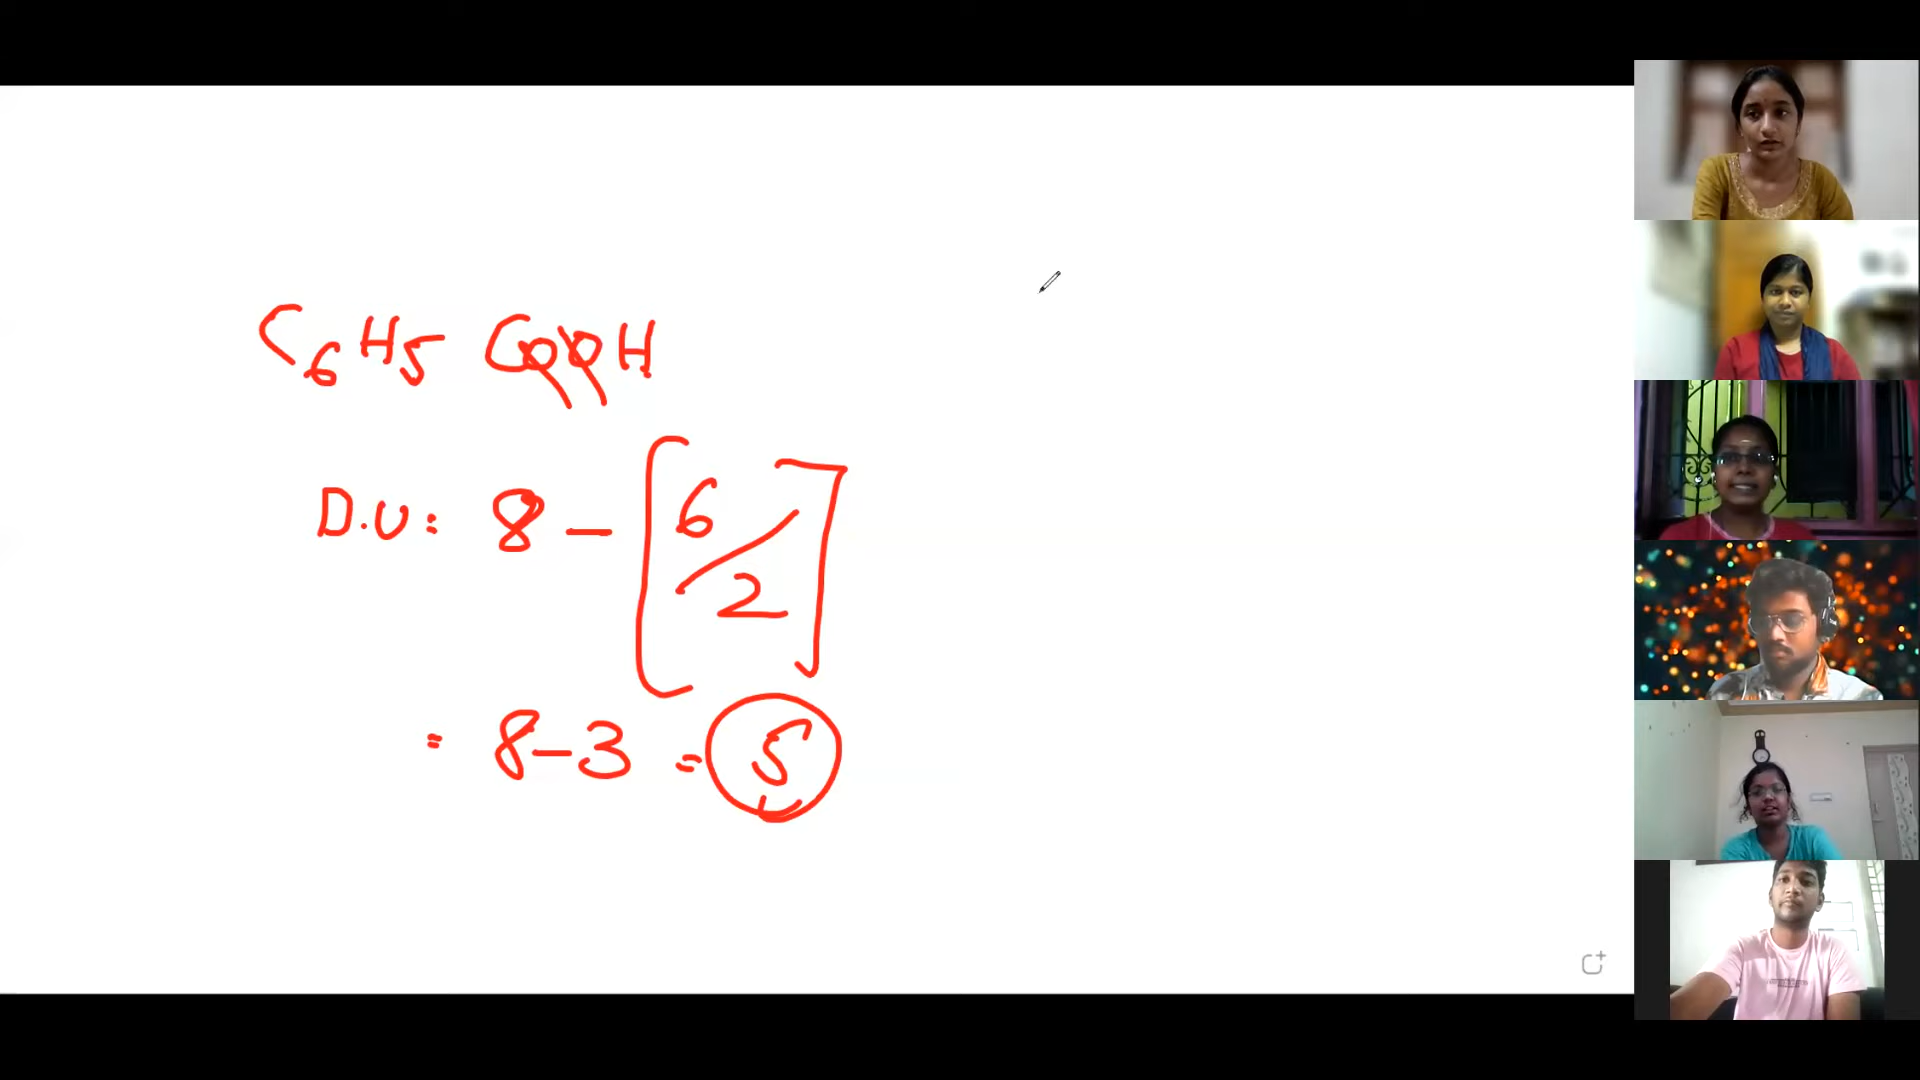 C₆H₅ COOH
D.U: 8 - [6/2]
= 8-3 = 5